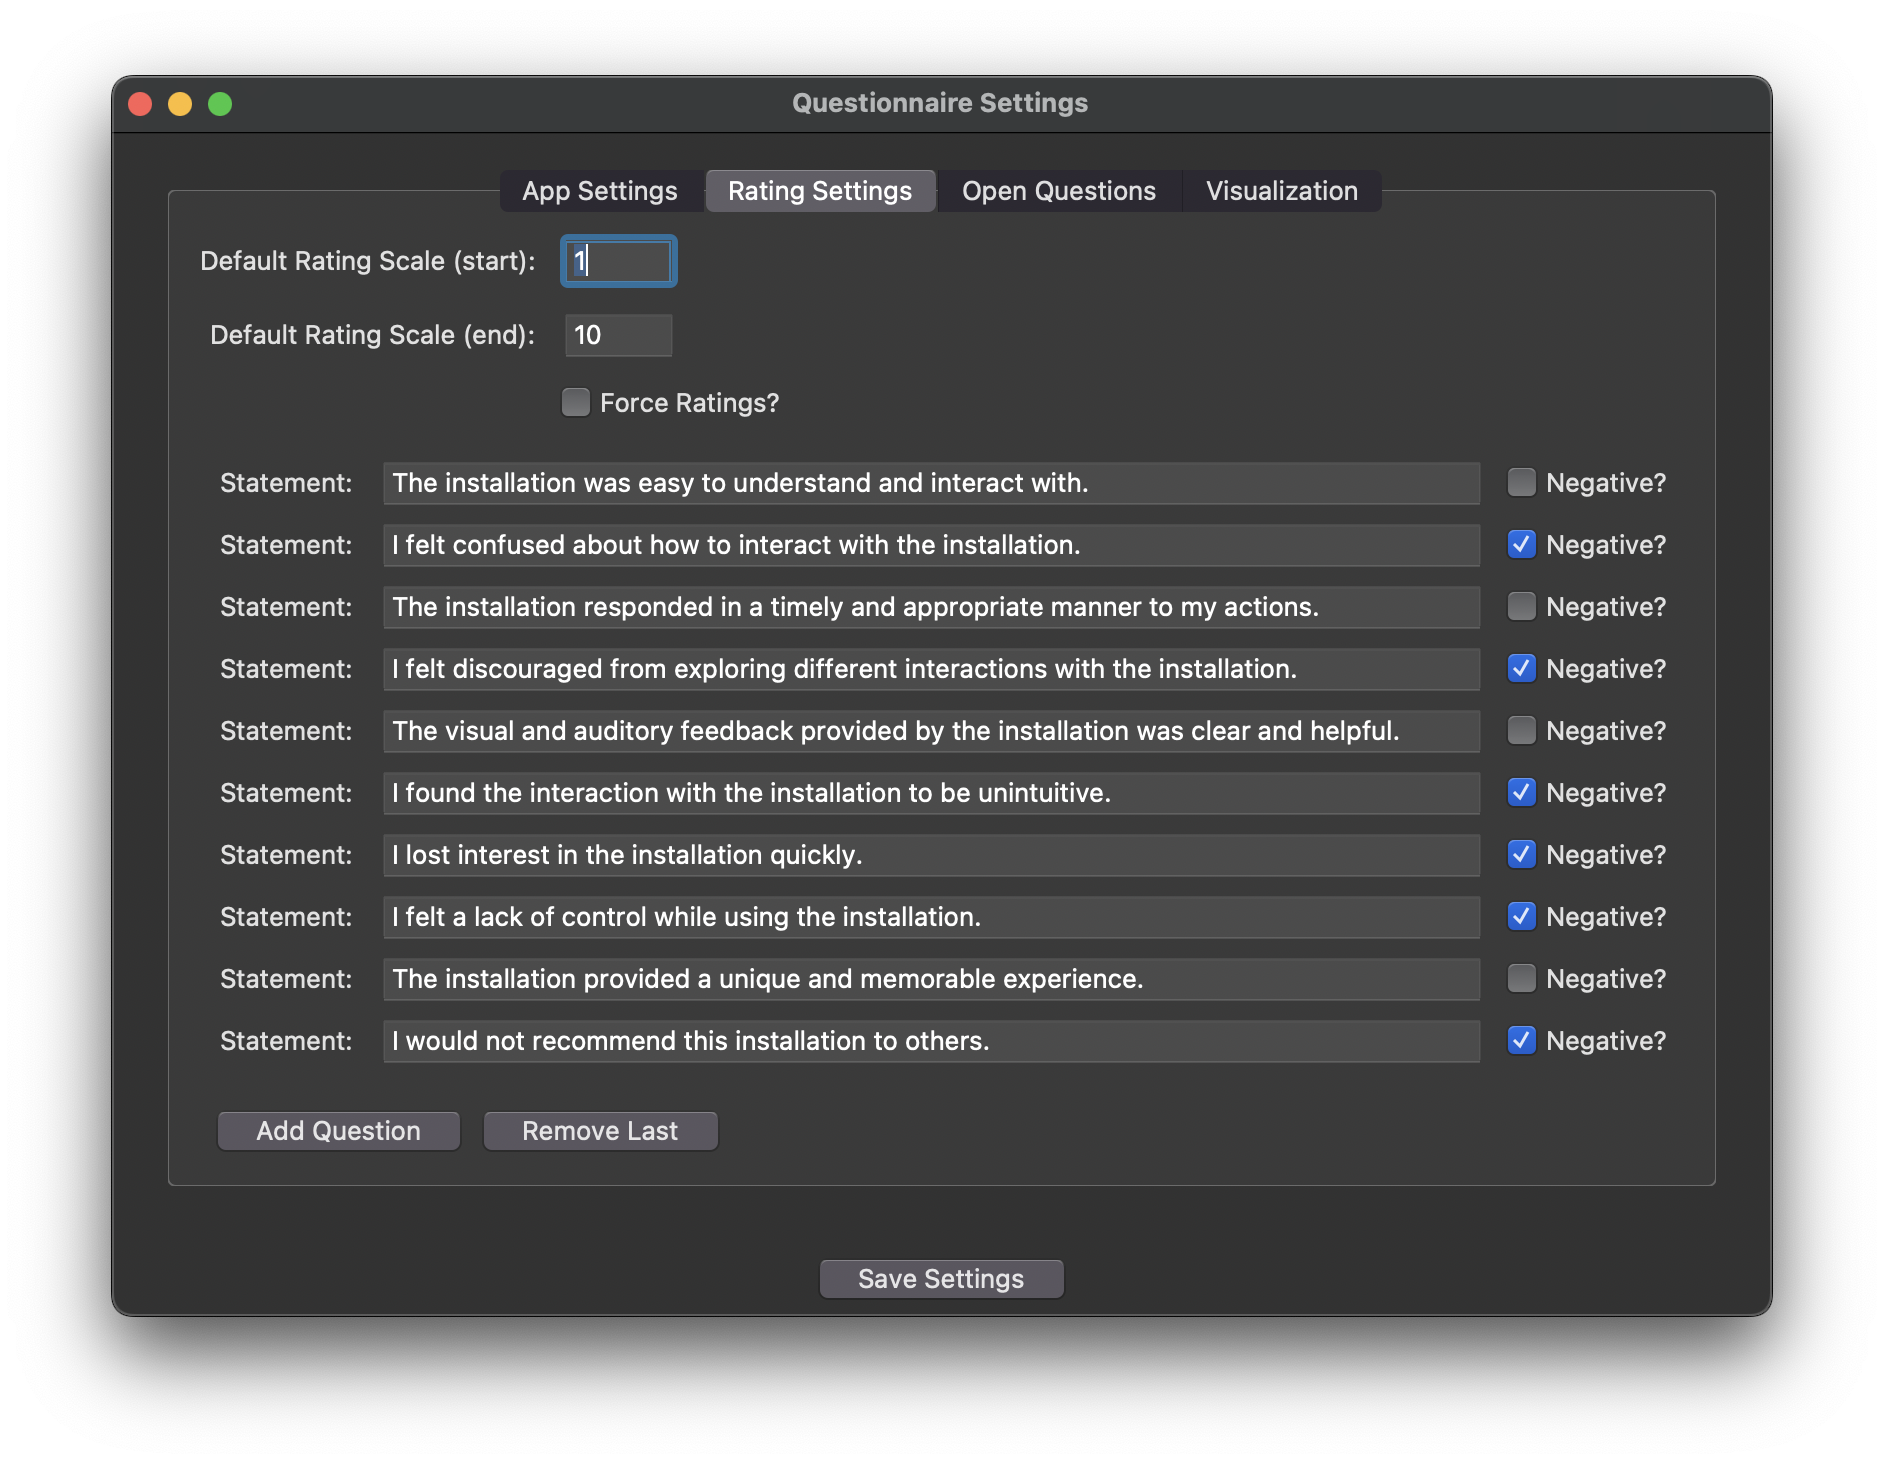 Questionnaire Settings
App Settings Rating Settings Open Questions Visualization
Default Rating Scale (start): 1
Default Rating Scale (end): 10
Force Ratings?
Statement: The installation was easy to understand and interact with. Negative?
Statement: I felt confused about how to interact with the installation. Negative?
Statement: The installation responded in a timely and appropriate manner to my actions. Negative?
Statement: I felt discouraged from exploring different interactions with the installation. Negative?
Statement: The visual and auditory feedback provided by the installation was clear and helpful. Negative?
Statement: I found the interaction with the installation to be unintuitive. Negative?
Statement: I lost interest in the installation quickly. Negative?
Statement: I felt a lack of control while using the installation. Negative?
Statement: The installation provided a unique and memorable experience. Negative?
Statement: I would not recommend this installation to others. Negative?
Add Question Remove Last
Save Settings